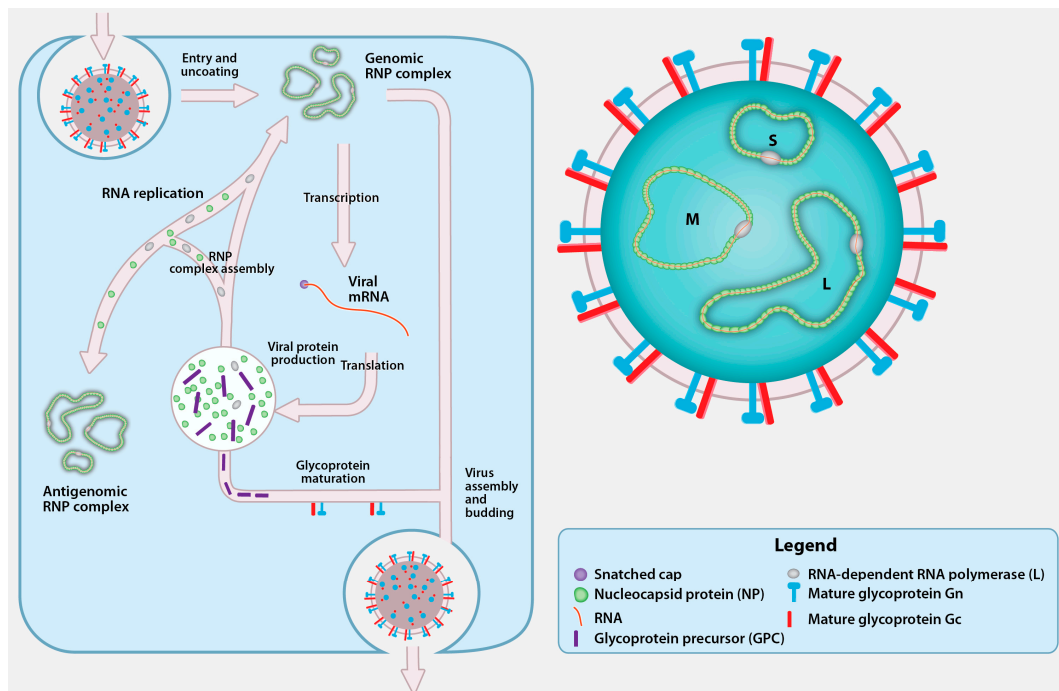 Entry and
uncoating
Genomic
RNP complex
RNA replication
Transcription
RNP
complex assembly
Viral
mRNA
Viral protein
production
Translation
Antigenomic
RNP complex
Glycoprotein
maturation
Virus
assembly
and
budding
S
M
L
Legend
Snatched cap
Nucleocapsid protein (NP)
RNA
Glycoprotein precursor (GPC)
RNA-dependent RNA polymerase (L)
Mature glycoprotein Gn
Mature glycoprotein Gc